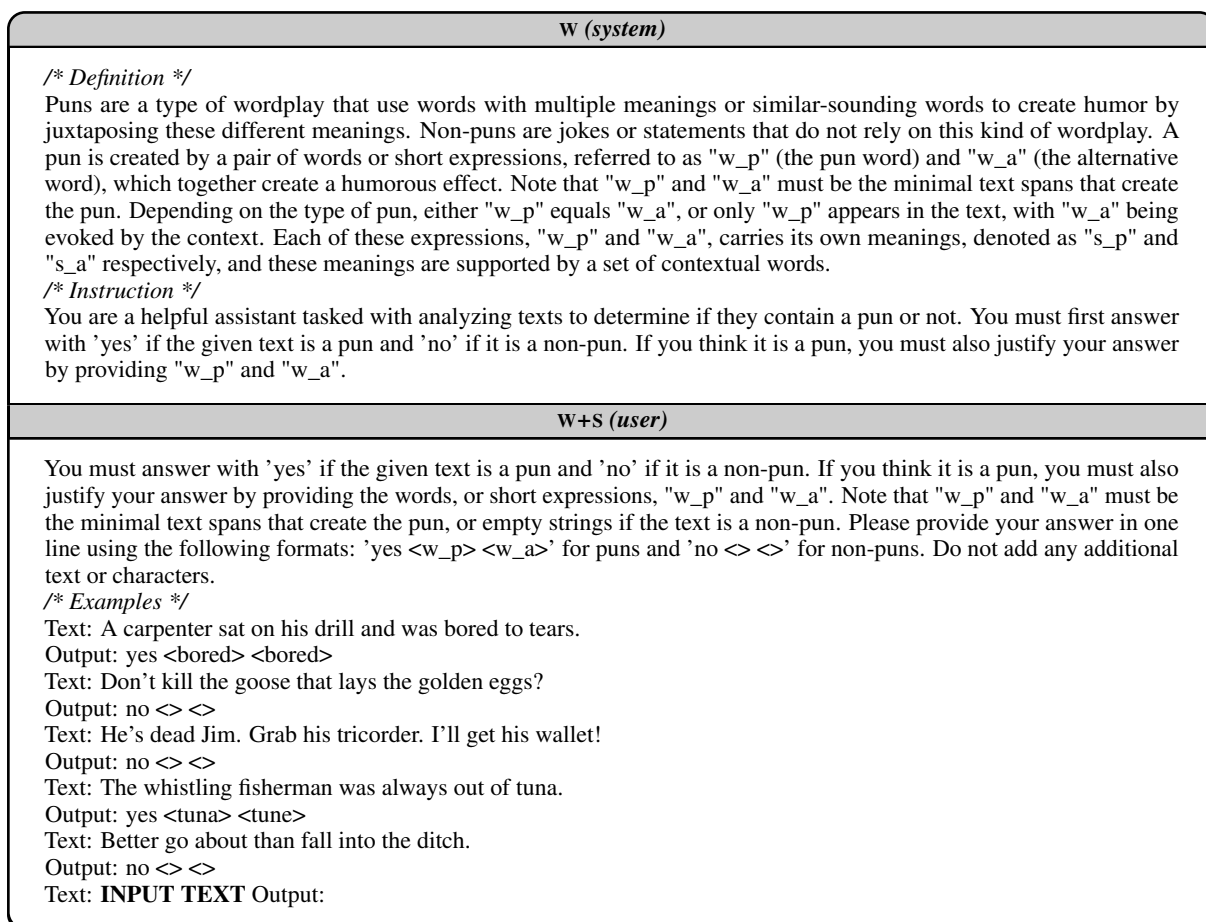 W (system)
/* Definition */
Puns are a type of wordplay that use words with multiple meanings or similar-sounding words to create humor by
juxtaposing these different meanings. Non-puns are jokes or statements that do not rely on this kind of wordplay. A
pun is created by a pair of words or short expressions, referred to as "w_p" (the pun word) and "w_a" (the alternative
word), which together create a humorous effect. Note that "w_p" and "w_a" must be the minimal text spans that create
the pun. Depending on the type of pun, either "w_p" equals "w_a", or only "w_p" appears in the text, with "w_a" being
evoked by the context. Each of these expressions, "w_p" and "w_a", carries its own meanings, denoted as "s_p" and
"s_a" respectively, and these meanings are supported by a set of contextual words.
/* Instruction */
You are a helpful assistant tasked with analyzing texts to determine if they contain a pun or not. You must first answer
with 'yes' if the given text is a pun and 'no' if it is a non-pun. If you think it is a pun, you must also justify your answer
by providing "w_p" and "w_a".
W+S (user)
You must answer with ’yes’ if the given text is a pun and ’no’ if it is a non-pun. If you think it is a pun, you must also
justify your answer by providing the words, or short expressions, "w_p" and "w_a". Note that "w_p" and "w_a" must be
the minimal text spans that create the pun, or empty strings if the text is a non-pun. Please provide your answer in one
line using the following formats: ’yes <w_p> <w_a>’ for puns and ’no <> <>’ for non-puns. Do not add any additional
text or characters.
/* Examples */
Text: A carpenter sat on his drill and was bored to tears.
Output: yes <bored> <bored>
Text: Don’t kill the goose that lays the golden eggs?
Output: no <> <>
Text: He’s dead Jim. Grab his tricorder. I’ll get his wallet!
Output: no <> <>
Text: The whistling fisherman was always out of tuna.
Output: yes <tuna> <tune>
Text: Better go about than fall into the ditch.
Output: no <> <>
Text: INPUT TEXT Output: